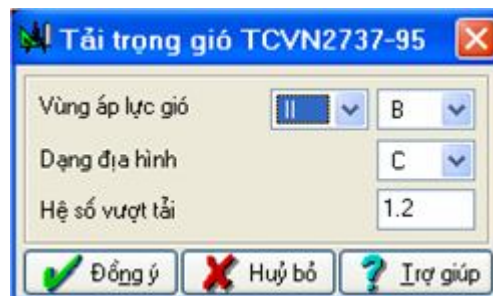 Tải trọng gió TCVN2737-95
Vùng áp lực gió II B
Dạng địa hình C
Hệ số vượt tải 1.2
Đồng ý Huỷ bỏ Trợ giúp